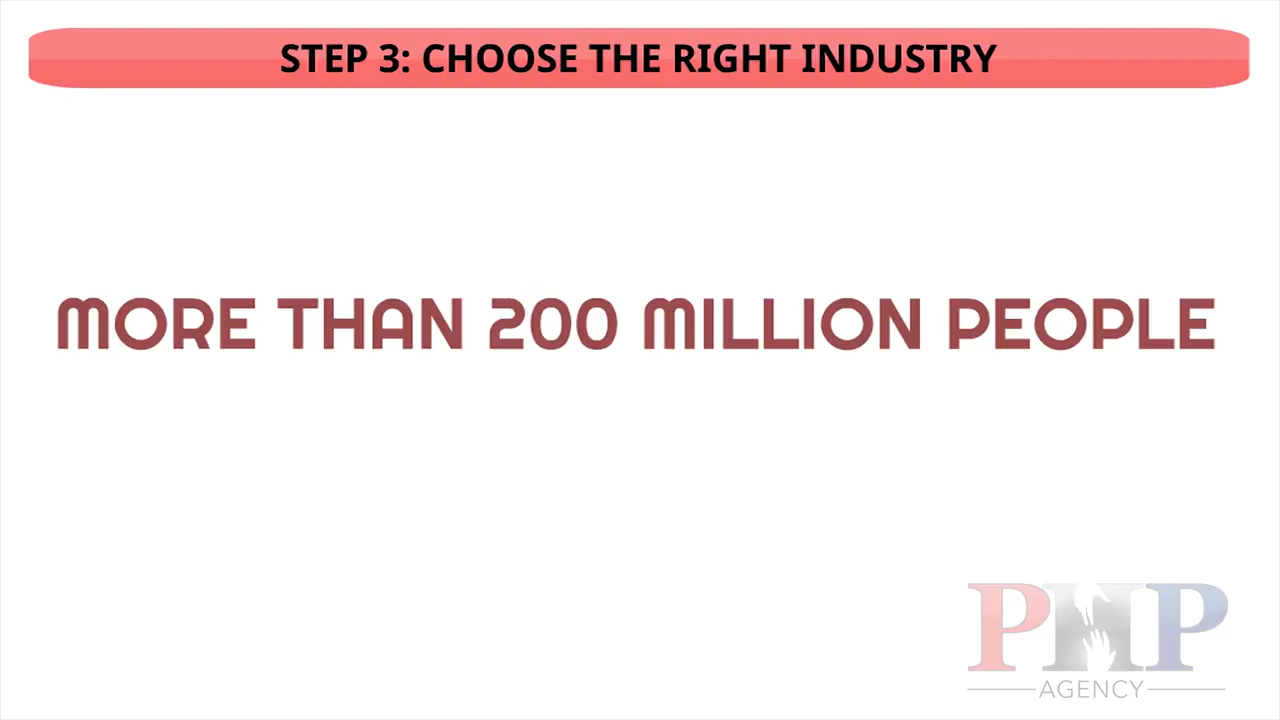 STEP 3: CHOOSE THE RIGHT INDUSTRY
MORE THAN 200 MILLION PEOPLE
PHP
AGENCY